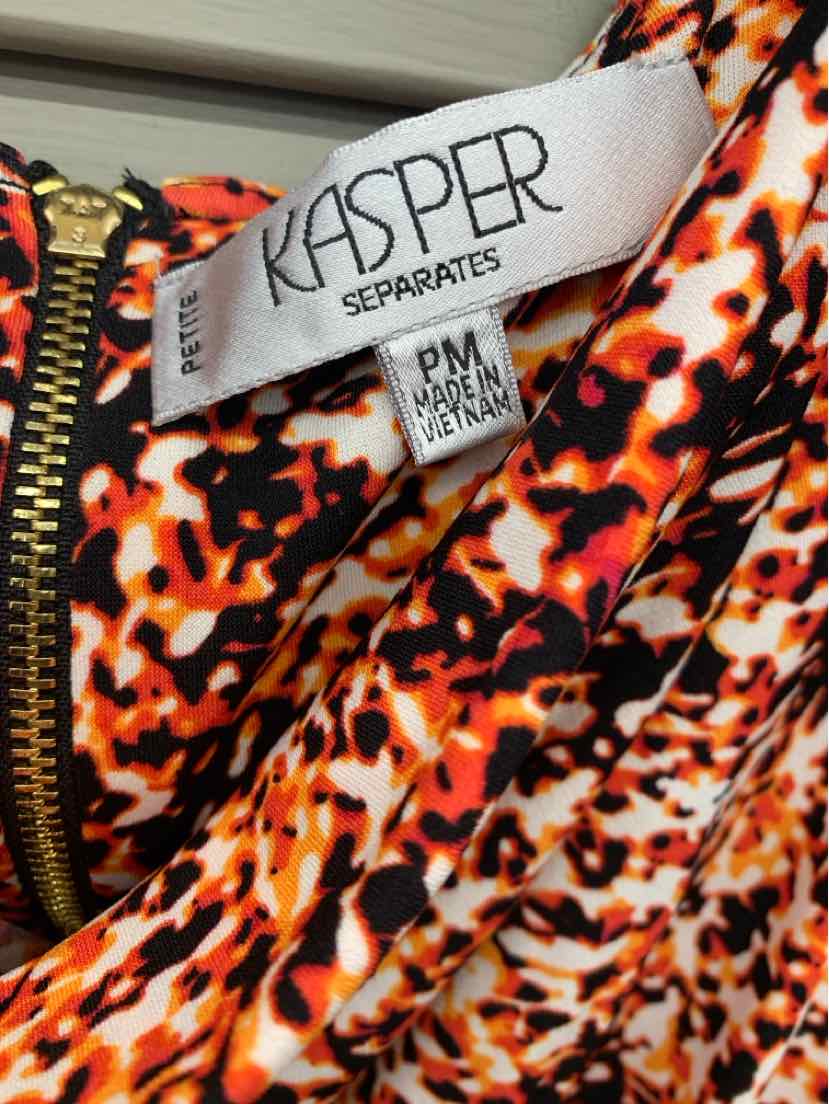 KASPER
SEPARATES
PETITE
PM
MADE IN
VIETNAM